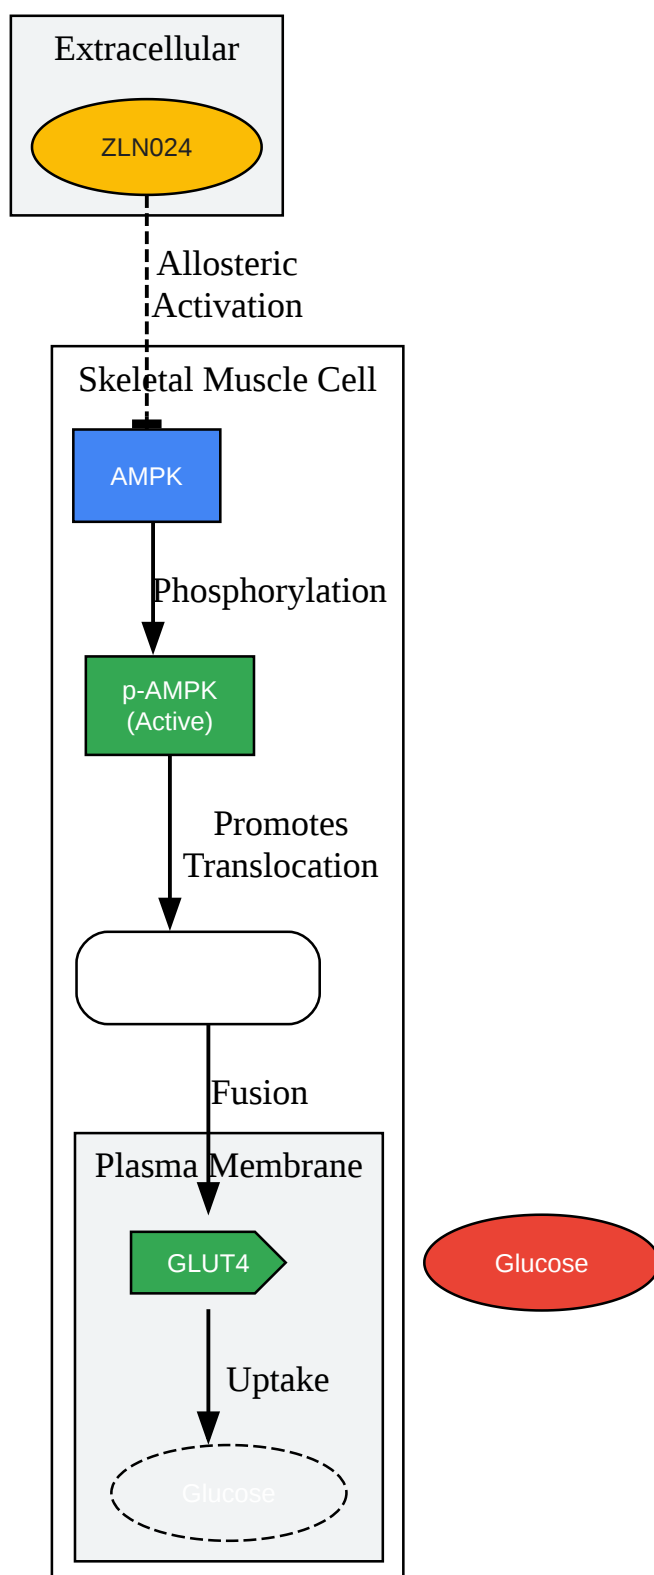 Extracellular
ZLN024
Allosteric
Activation
Skeletal Muscle Cell
AMPK
Phosphorylation
p-AMPK
(Active)
Promotes
Translocation
Fusion
Plasma Membrane
GLUT4
Glucose
Uptake
Glucose